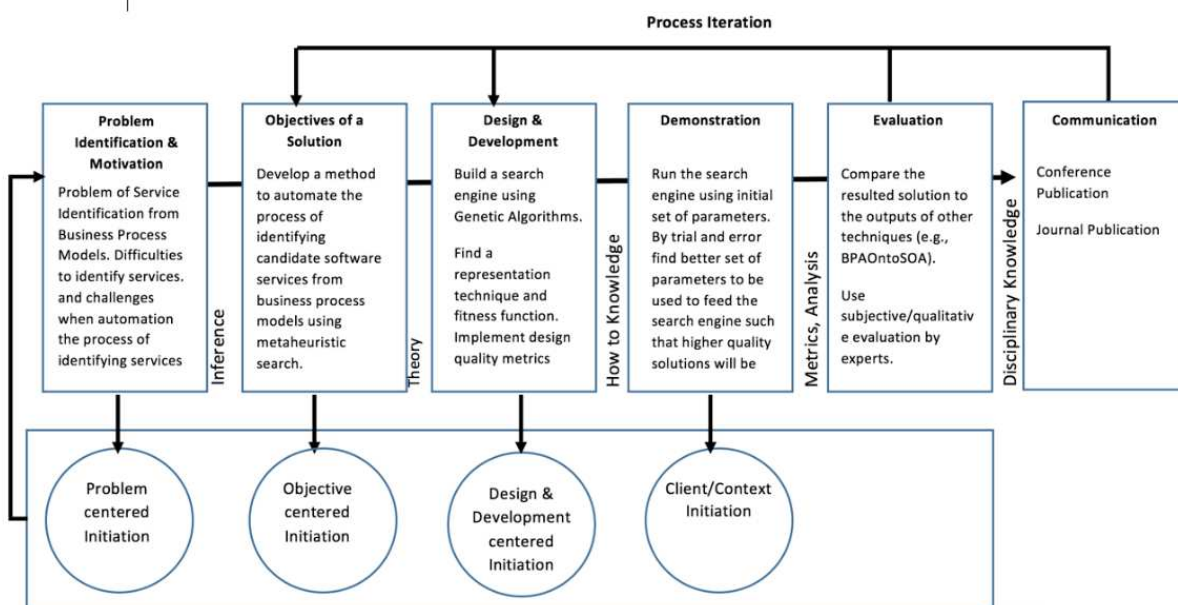 Process Iteration
Problem
Identification &
Motivation
Problem of Service
Identification from
Business Process
Models. Difficulties
to identify services.
and challenges
when automation
the process of
identifying services
Inference
Objectives of a
Solution
Develop a method
to automate the
process of
identifying
candidate software
services from
business process
models using
metaheuristic
search.
Theory
Design &
Development
Build a search
engine using
Genetic Algorithms.
Find a
representation
technique and
fitness function.
Implement design
quality metrics
How to Knowledge
Demonstration
Run the search
engine using initial
set of parameters.
By trial and error
find better set of
parameters to be
used to feed the
search engine such
that higher quality
solutions will be
Metrics, Analysis
Evaluation
Compare the
resulted solution to
the outputs of other
techniques (e.g.,
BPAOntoSOA).
Use
subjective/qualitativ
e evaluation by
experts.
Disciplinary Knowledge
Communication
Conference
Publication
Journal Publication
Problem
centered
Initiation
Objective
centered
Initiation
Design &
Development
centered
Initiation
Client/Context
Initiation